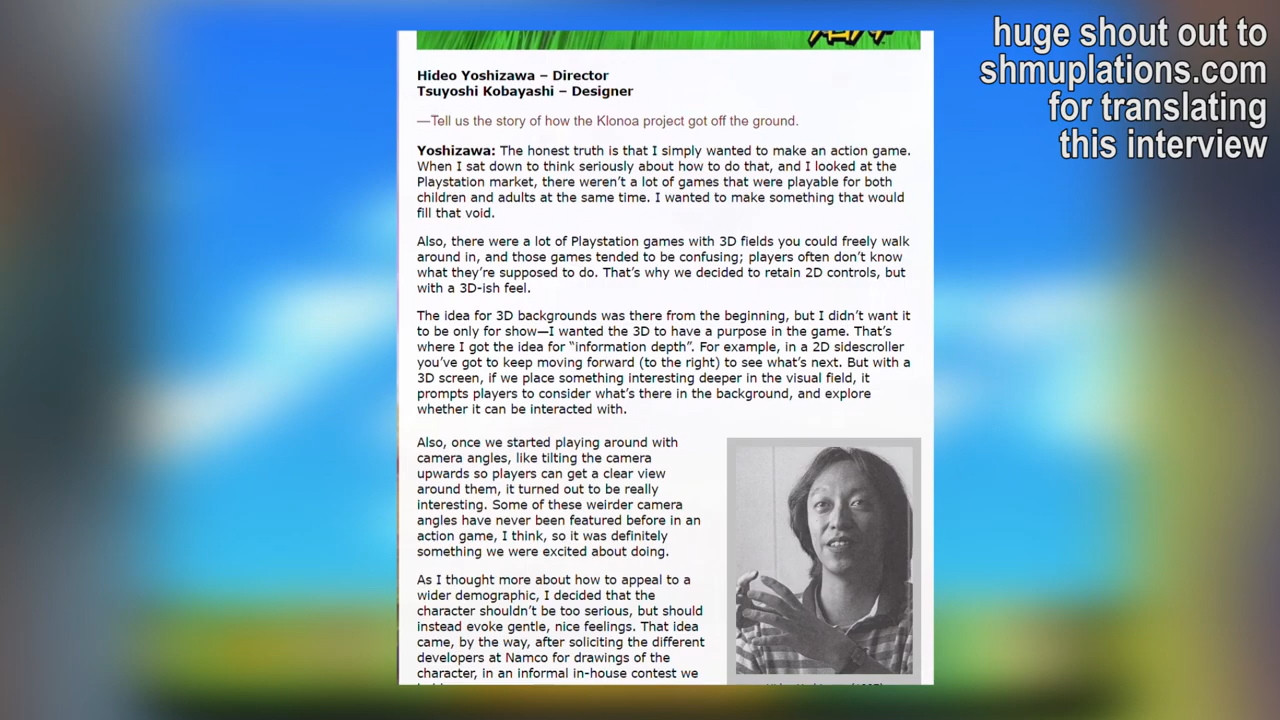 huge shout out to
shmuplations.com
for translating
this interview
Hideo Yoshizawa – Director
Tsuyoshi Kobayashi – Designer
—Tell us the story of how the Klonoa project got off the ground.
Yoshizawa: The honest truth is that I simply wanted to make an action game.
When I sat down to think seriously about how to do that, and I looked at the
Playstation market, there weren't a lot of games that were playable for both
children and adults at the same time. I wanted to make something that would
fill that void.
Also, there were a lot of Playstation games with 3D fields you could freely walk
around in, and those games tended to be confusing; players often don't know
what they're supposed to do. That's why we decided to retain 2D controls, but
with a 3D-ish feel.
The idea for 3D backgrounds was there from the beginning, but I didn't want it
to be only for show—I wanted the 3D to have a purpose in the game. That's
where I got the idea for “information depth”. For example, in a 2D sidescroller
you've got to keep moving forward (to the right) to see what's next. But with a
3D screen, if we place something interesting deeper in the visual field, it
prompts players to consider what's there in the background, and explore
whether it can be interacted with.
Also, once we started playing around with
camera angles, like tilting the camera
upwards so players can get a clear view
around them, it turned out to be really
interesting. Some of these weirder camera
angles have never been featured before in an
action game, I think, so it was definitely
something we were excited about doing.
As I thought more about how to appeal to a
wider demographic, I decided that the
character shouldn't be too serious, but should
instead evoke gentle, nice feelings. That idea
came, by the way, after soliciting the different
developers at Namco for drawings of the
character, in an informal in-house contest we